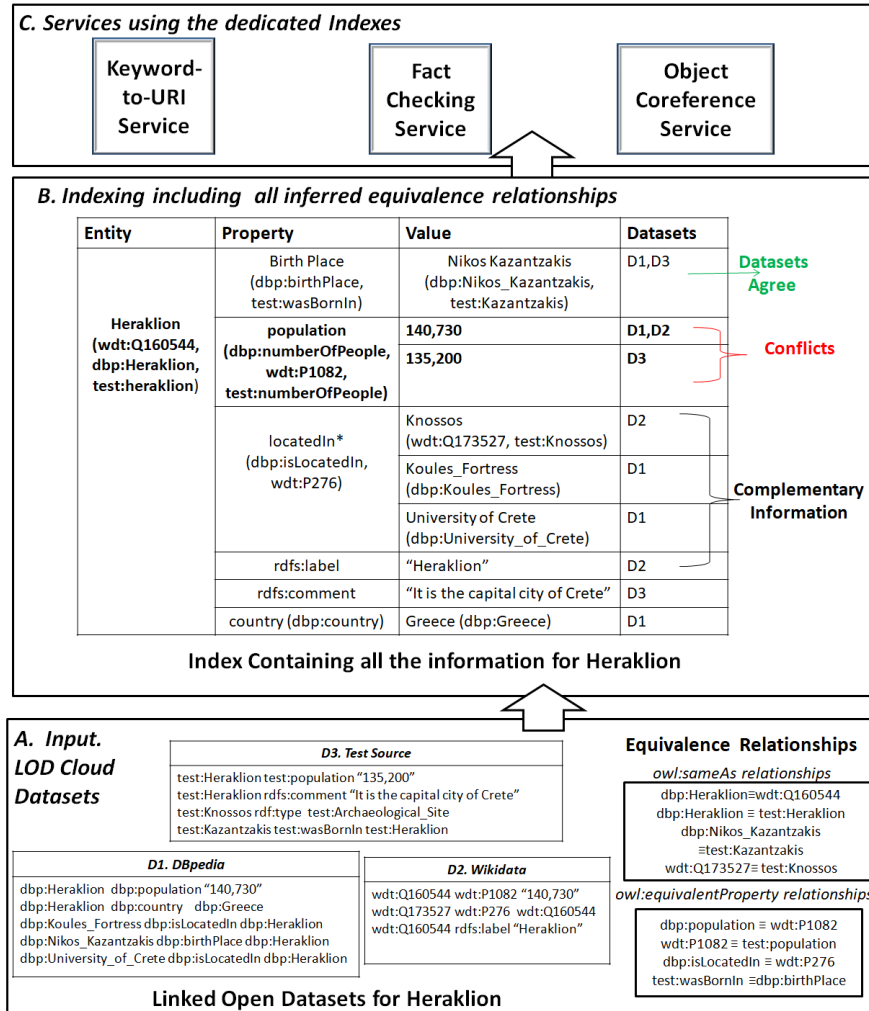 C. Services using the dedicated Indexes
Keyword-
to-URI
Service
Fact
Checking
Service
Object
Coreference
Service
B. Indexing including all inferred equivalence relationships
Entity Property Value Datasets
Heraklion
(wdt:Q160544,
dbp:Heraklion,
test:heraklion)
Birth Place
(dbp:birthPlace,
test:wasBornIn)
Nikos Kazantzakis
(dbp:Nikos_Kazantzakis,
test:Kazantzakis)
D1,D3
Datasets
Agree
population
(dbp:numberOfPeople,
wdt:P1082,
test:numberOfPeople)
140,730
D1,D2
135,200
D3
Conflicts
locatedIn*
(dbp:isLocatedIn,
wdt:P276)
Knossos
(wdt:Q173527, test:Knossos)
D2
Koules_Fortress
(dbp:Koules_Fortress)
D1
University of Crete
(dbp:University_of_Crete)
D1
Complementary
Information
rdfs:label “Heraklion” D2
rdfs:comment “It is the capital city of Crete” D3
country (dbp:country) Greece (dbp:Greece) D1
Index Containing all the information for Heraklion
A. Input.
LOD Cloud
Datasets
D3. Test Source
test:Heraklion test:population “135,200”
test:Heraklion rdfs:comment “It is the capital city of Crete”
test:Knossos rdf:type test:Archaeological_Site
test:Kazantzakis test:wasBornIn test:Heraklion
D1. DBpedia
dbp:Heraklion dbp:population “140,730”
dbp:Heraklion dbp:country dbp:Greece
dbp:Koules_Fortress dbp:isLocatedIn dbp:Heraklion
dbp:Nikos_Kazantzakis dbp:birthPlace dbp:Heraklion
dbp:University_of_Crete dbp:isLocatedIn dbp:Heraklion
D2. Wikidata
wdt:Q160544 wdt:P1082 “140,730”
wdt:Q173527 wdt:P276 wdt:Q160544
wdt:Q160544 rdfs:label “Heraklion”
Linked Open Datasets for Heraklion
Equivalence Relationships
owl:sameAs relationships
dbp:Heraklion≡wdt:Q160544
dbp:Heraklion ≡ test:Heraklion
dbp:Nikos_Kazantzakis
≡test:Kazantzakis
wdt:Q173527≡ test:Knossos
owl:equivalentProperty relationships
dbp:population ≡ wdt:P1082
wdt:P1082 ≡ test:population
dbp:isLocatedIn ≡ wdt:P276
test:wasBornIn ≡dbp:birthPlace